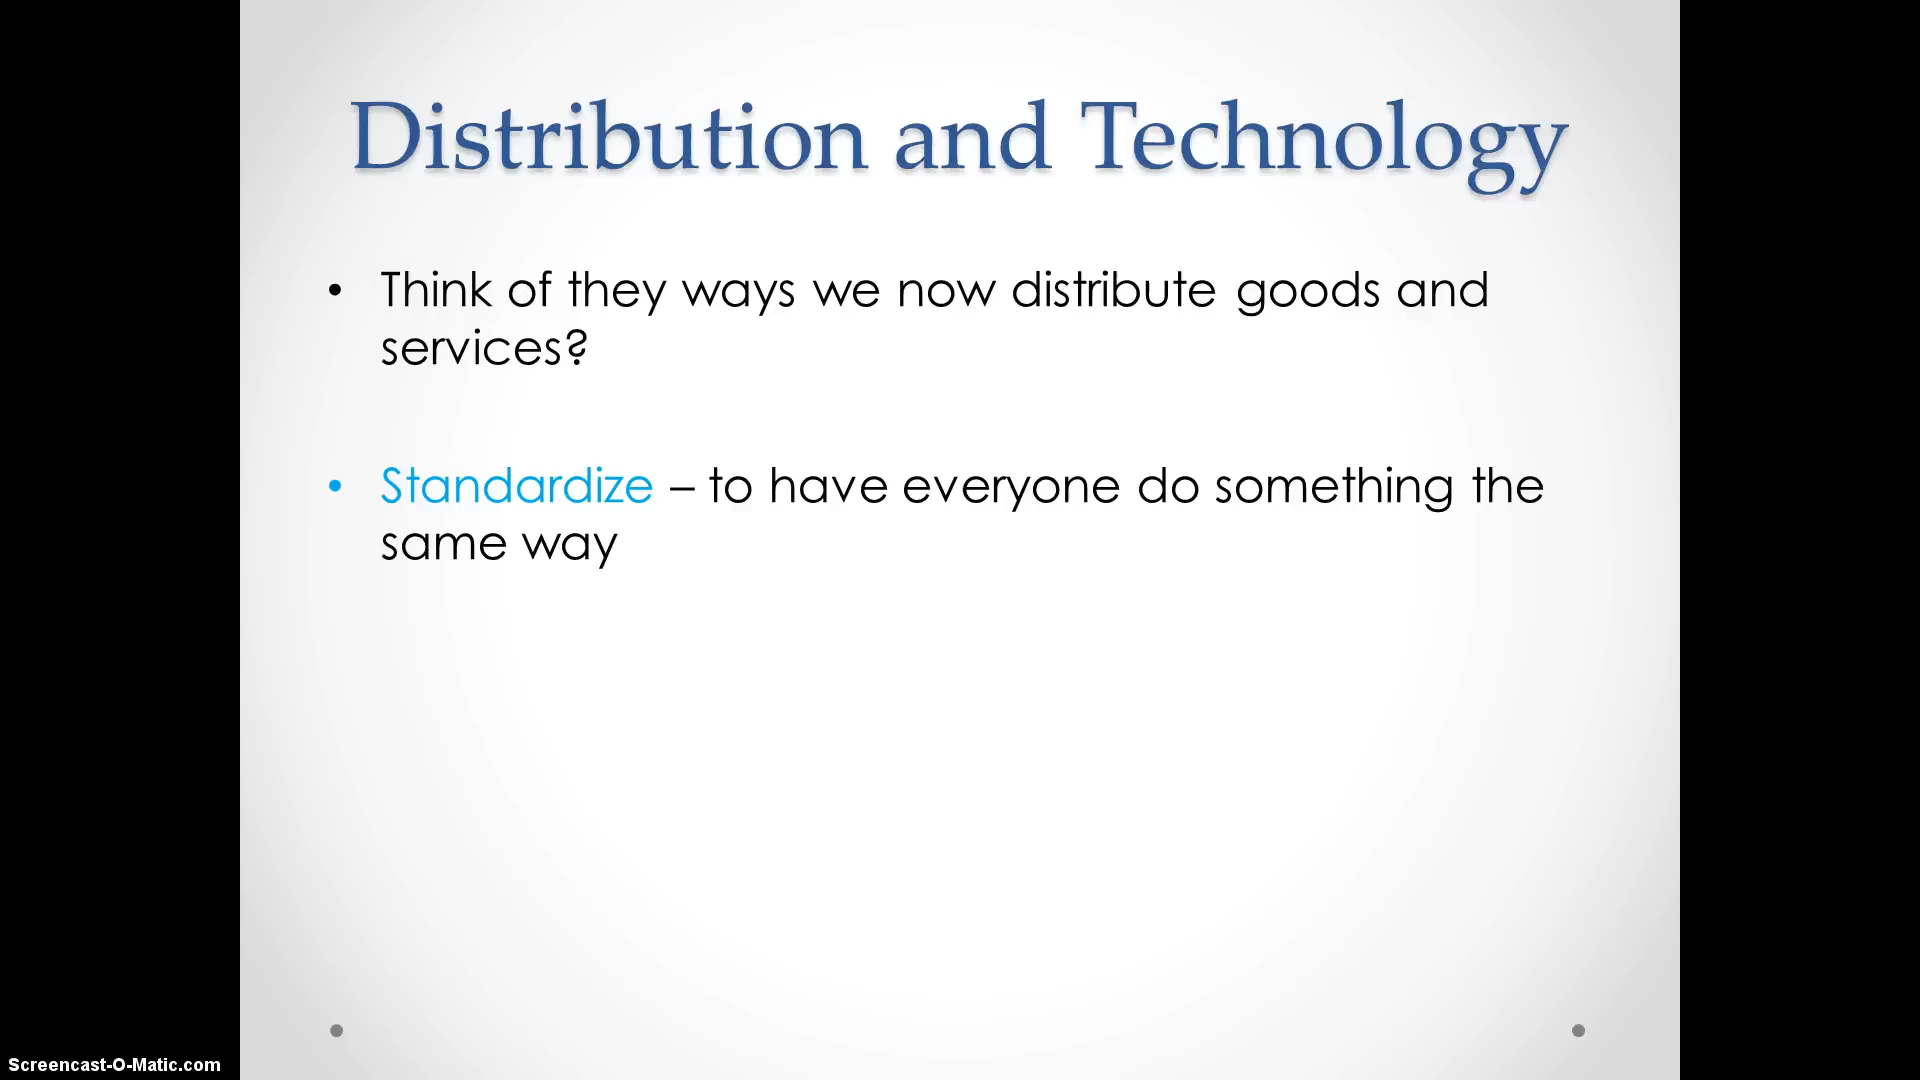 Distribution and Technology
• Think of they ways we now distribute goods and
services?
• Standardize – to have everyone do something the
same way
Screencast-O-Matic.com